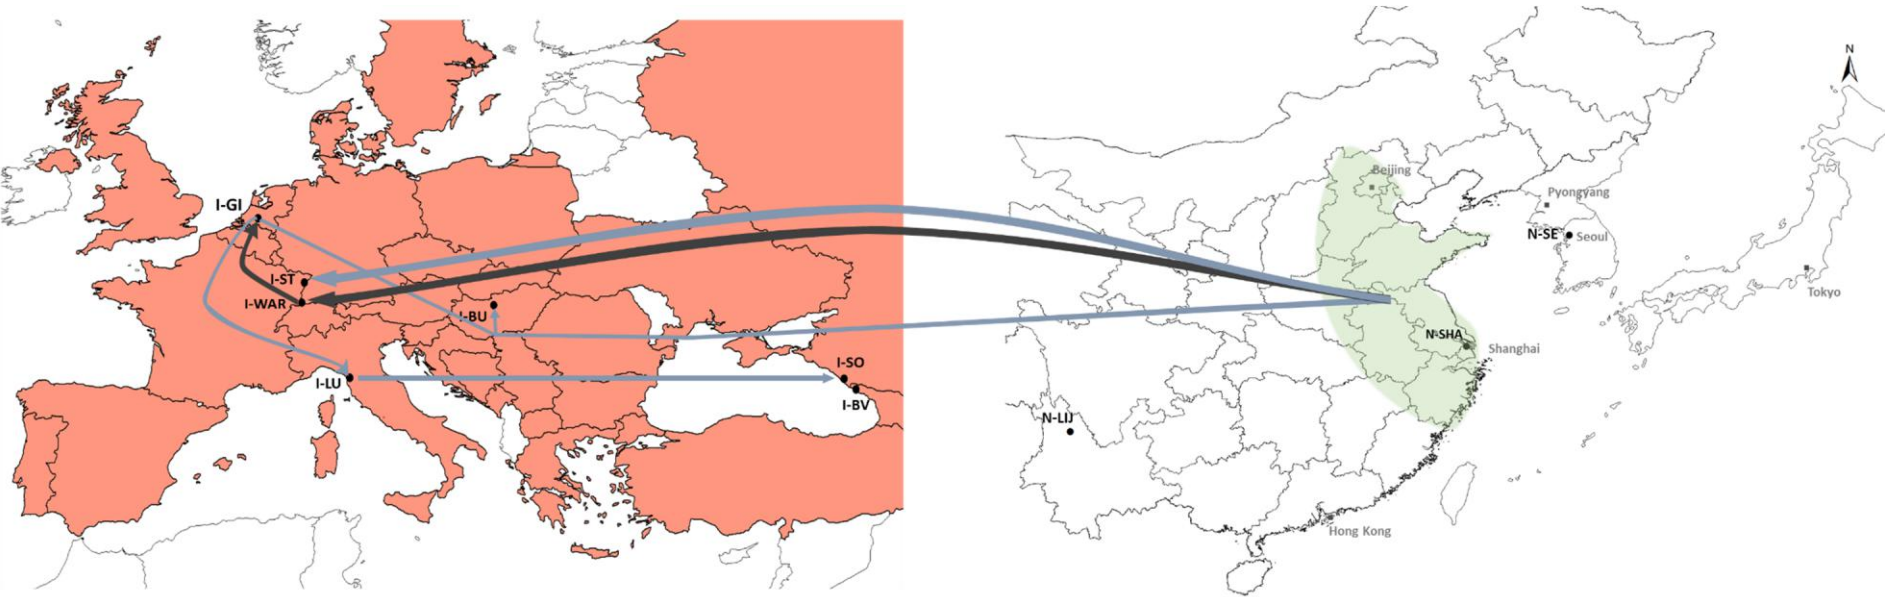 N
Beijing
Pyongyang
I-GI
N-SE
Seoul
I-ST
Tokyo
I-WAR
I-BU
N-SHA
Shanghai
I-SO
I-LU
I-BV
N-LIJ
Hong Kong